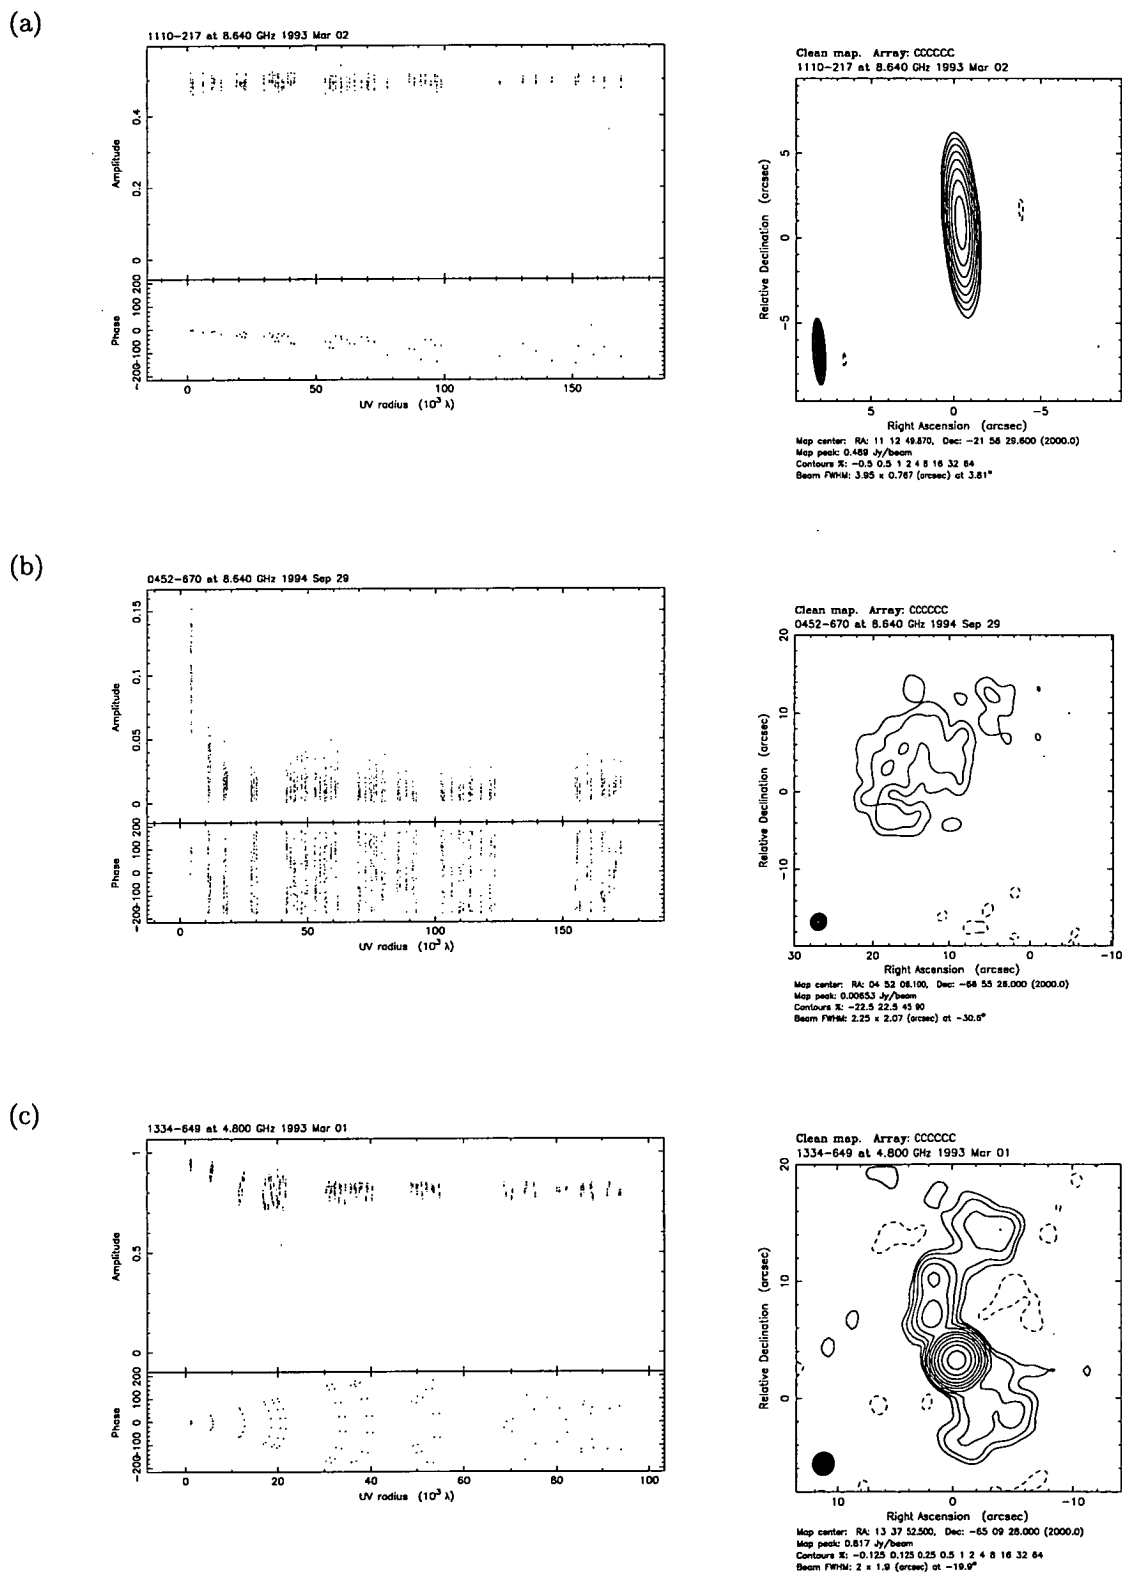 (a)
1110-217 at 8.640 GHz 1993 Mar 02
Amplitude
0.4
0.2
0
Phase
200
100
0
-100
-200
0
50
100
150
UV radius (10³ λ)
Clean map. Array: CCCCCC
1110-217 at 8.640 GHz 1993 Mar 02
Relative Declination (arcsec)
5
0
-5
5
0
-5
Right Ascension (arcsec)
Map center: RA: 11 12 49.870, Dec: -21 58 29.600 (2000.0)
Map peak: 0.489 Jy/beam
Contours %: -0.5 0.5 1 2 4 8 16 32 64
Beam FWHM: 3.95 x 0.767 (arcsec) at 3.81°
(b)
0452-670 at 8.640 GHz 1994 Sep 29
Amplitude
0.15
0.1
0.05
0
Phase
200
100
0
-100
-200
0
50
100
150
UV radius (10³ λ)
Clean map. Array: CCCCCC
0452-670 at 8.640 GHz 1994 Sep 29
Relative Declination (arcsec)
20
10
0
-10
30
20
10
0
-10
Right Ascension (arcsec)
Map center: RA: 04 52 08.100, Dec: -66 55 26.000 (2000.0)
Map peak: 0.00653 Jy/beam
Contours %: -22.5 22.5 45 90
Beam FWHM: 2.25 x 2.07 (arcsec) at -30.6°
(c)
1334-649 at 4.800 GHz 1993 Mar 01
Amplitude
1
0.5
0
Phase
200
100
0
-100
-200
0
20
40
60
80
100
UV radius (10³ λ)
Clean map. Array: CCCCCC
1334-649 at 4.800 GHz 1993 Mar 01
Relative Declination (arcsec)
20
10
0
10
0
-10
Right Ascension (arcsec)
Map center: RA: 13 37 52.500, Dec: -65 09 26.000 (2000.0)
Map peak: 0.817 Jy/beam
Contours %: -0.125 0.125 0.25 0.5 1 2 4 8 16 32 64
Beam FWHM: 2 x 1.9 (arcsec) at -19.9°